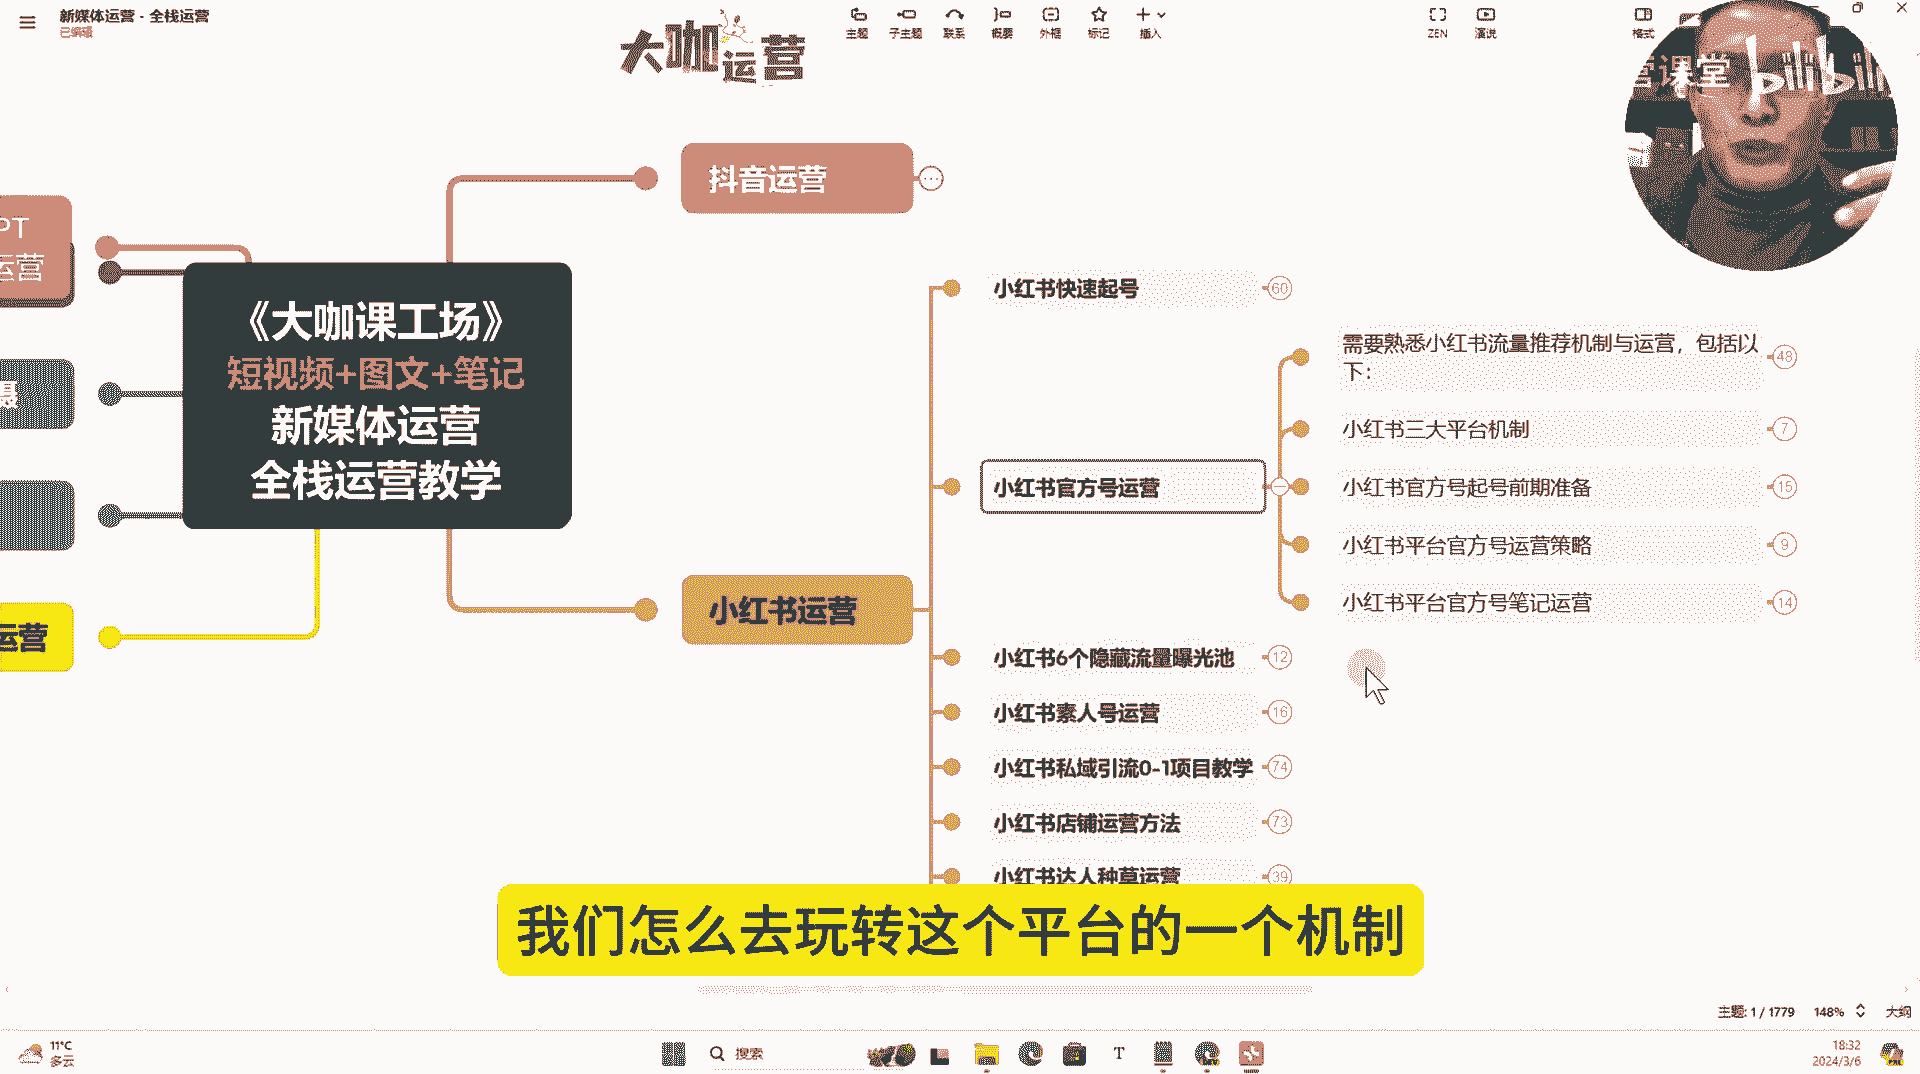 新媒体运营 - 全栈运营
已编辑
大咖运营
主题
子主题
联系
概要
外框
标记
插入
ZEN
演说
格式
营课堂 bilibili
抖音运营
PT
运营
《大咖课工场》
短视频+图文+笔记
新媒体运营
全栈运营教学
运营
小红书运营
小红书快速起号
60
小红书官方号运营
需要熟悉小红书流量推荐机制与运营，包括以
下：
48
小红书三大平台机制
7
小红书官方号起号前期准备
15
小红书平台官方号运营策略
9
小红书平台官方号笔记运营
14
小红书6个隐藏流量曝光池
12
小红书素人号运营
16
小红书私域引流0-1项目教学
74
小红书店铺运营方法
73
小红书达人种草运营
39
我们怎么去玩转这个平台的一个机制
主题: 1 / 1779
148%
大纲
11°C
多云
搜索
T
DEV
18:32
2024/3/6